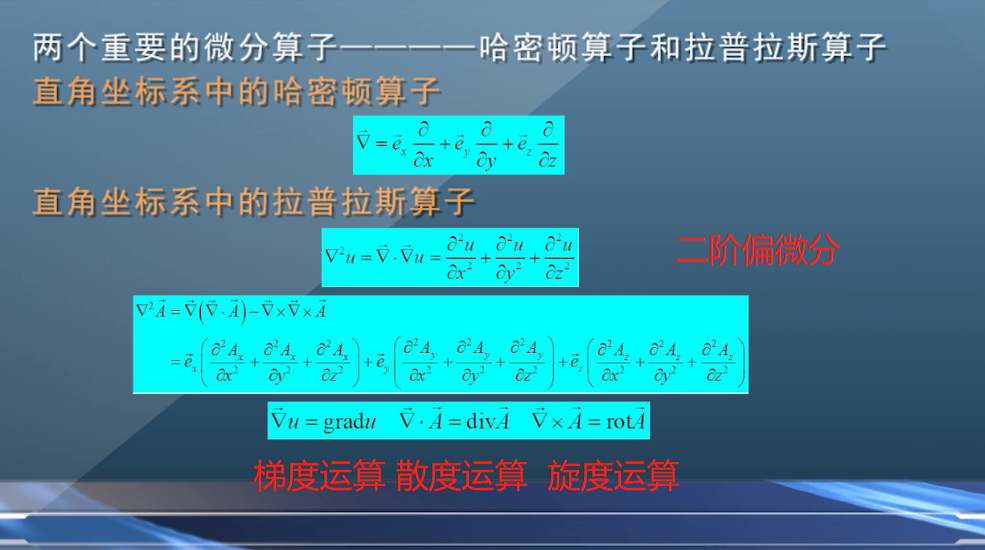 两个重要的微分算子————哈密顿算子和拉普拉斯算子
直角坐标系中的哈密顿算子
$\vec{\nabla} = \vec{e}_x \frac{\partial}{\partial x} + \vec{e}_y \frac{\partial}{\partial y} + \vec{e}_z \frac{\partial}{\partial z}$
直角坐标系中的拉普拉斯算子
$\nabla^2 u = \vec{\nabla} \cdot \vec{\nabla} u = \frac{\partial^2 u}{\partial x^2} + \frac{\partial^2 u}{\partial y^2} + \frac{\partial^2 u}{\partial z^2}$ 二阶偏微分
$\nabla^2 \vec{A} = \vec{\nabla} \left( \vec{\nabla} \cdot \vec{A} \right) - \vec{\nabla} \times \vec{\nabla} \times \vec{A}$
$= \vec{e}_x \left( \frac{\partial^2 A_x}{\partial x^2} + \frac{\partial^2 A_x}{\partial y^2} + \frac{\partial^2 A_x}{\partial z^2} \right) + \vec{e}_y \left( \frac{\partial^2 A_y}{\partial x^2} + \frac{\partial^2 A_y}{\partial y^2} + \frac{\partial^2 A_y}{\partial z^2} \right) + \vec{e}_z \left( \frac{\partial^2 A_z}{\partial x^2} + \frac{\partial^2 A_z}{\partial y^2} + \frac{\partial^2 A_z}{\partial z^2} \right)$
$\vec{\nabla} u = \mathrm{grad} u \quad \vec{\nabla} \cdot \vec{A} = \mathrm{div} \vec{A} \quad \vec{\nabla} \times \vec{A} = \mathrm{rot} \vec{A}$
梯度运算 散度运算 旋度运算